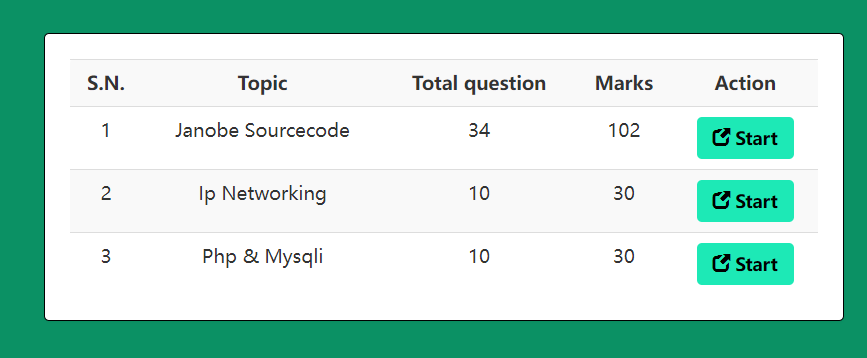 S.N. Topic Total question Marks Action
1 Janobe Sourcecode 34 102 Start
2 Ip Networking 10 30 Start
3 Php & Mysqli 10 30 Start